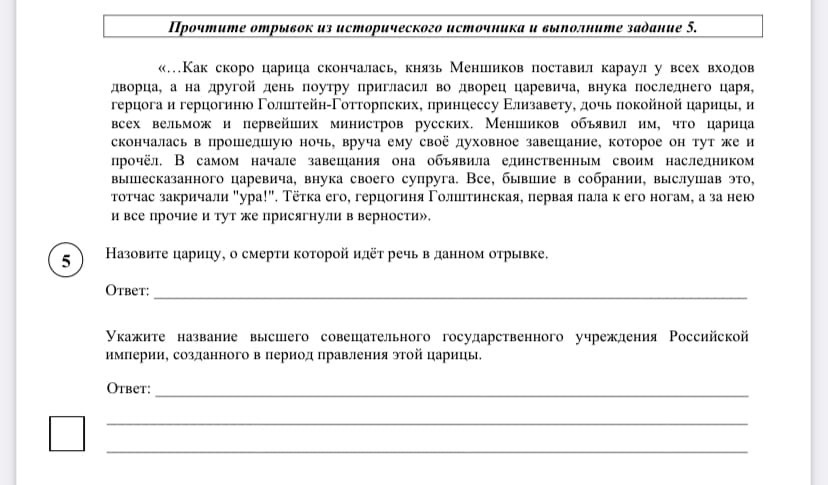 Прочтите отрывок из исторического источника и выполните задание 5.
«…Как скоро царица скончалась, князь Меншиков поставил караул у всех входов
дворца, а на другой день поутру пригласил во дворец царевича, внука последнего царя,
герцога и герцогиню Голштейн-Готторпских, принцессу Елизавету, дочь покойной царицы, и
всех вельмож и первейших министров русских. Меншиков объявил им, что царица
скончалась в прошедшую ночь, вруча ему своё духовное завещание, которое он тут же и
прочёл. В самом начале завещания она объявила единственным своим наследником
вышесказанного царевича, внука своего супруга. Все, бывшие в собрании, выслушав это,
тотчас закричали "ура!". Тётка его, герцогиня Голштинская, первая пала к его ногам, а за нею
и все прочие и тут же присягнули в верности».
5
Назовите царицу, о смерти которой идёт речь в данном отрывке.
Ответ:
Укажите название высшего совещательного государственного учреждения Российской
империи, созданного в период правления этой царицы.
Ответ: